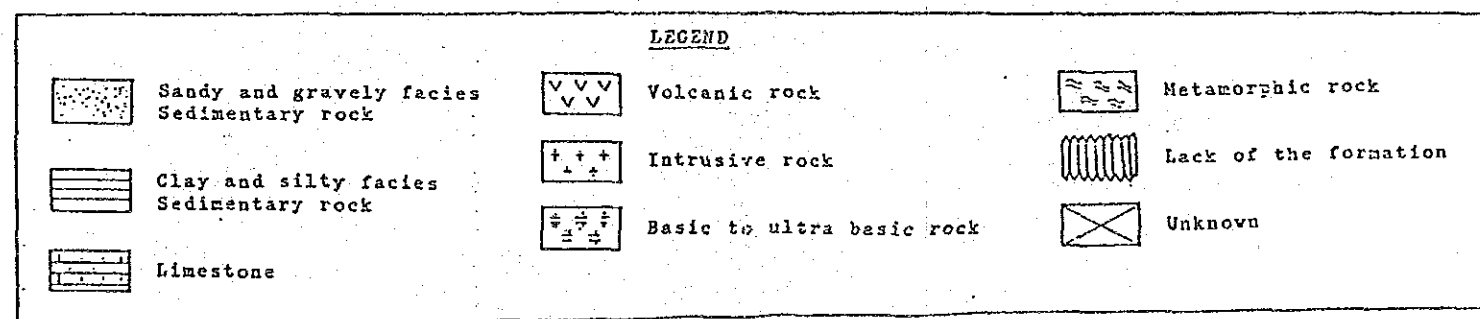 LEGEND
Sandy and gravely facies
Sedimentary rock
Clay and silty facies
Sedimentary rock
Limestone
Volcanic rock
Intrusive rock
Basic to ultra basic rock
Metamorphic rock
Lack of the formation
Unknown